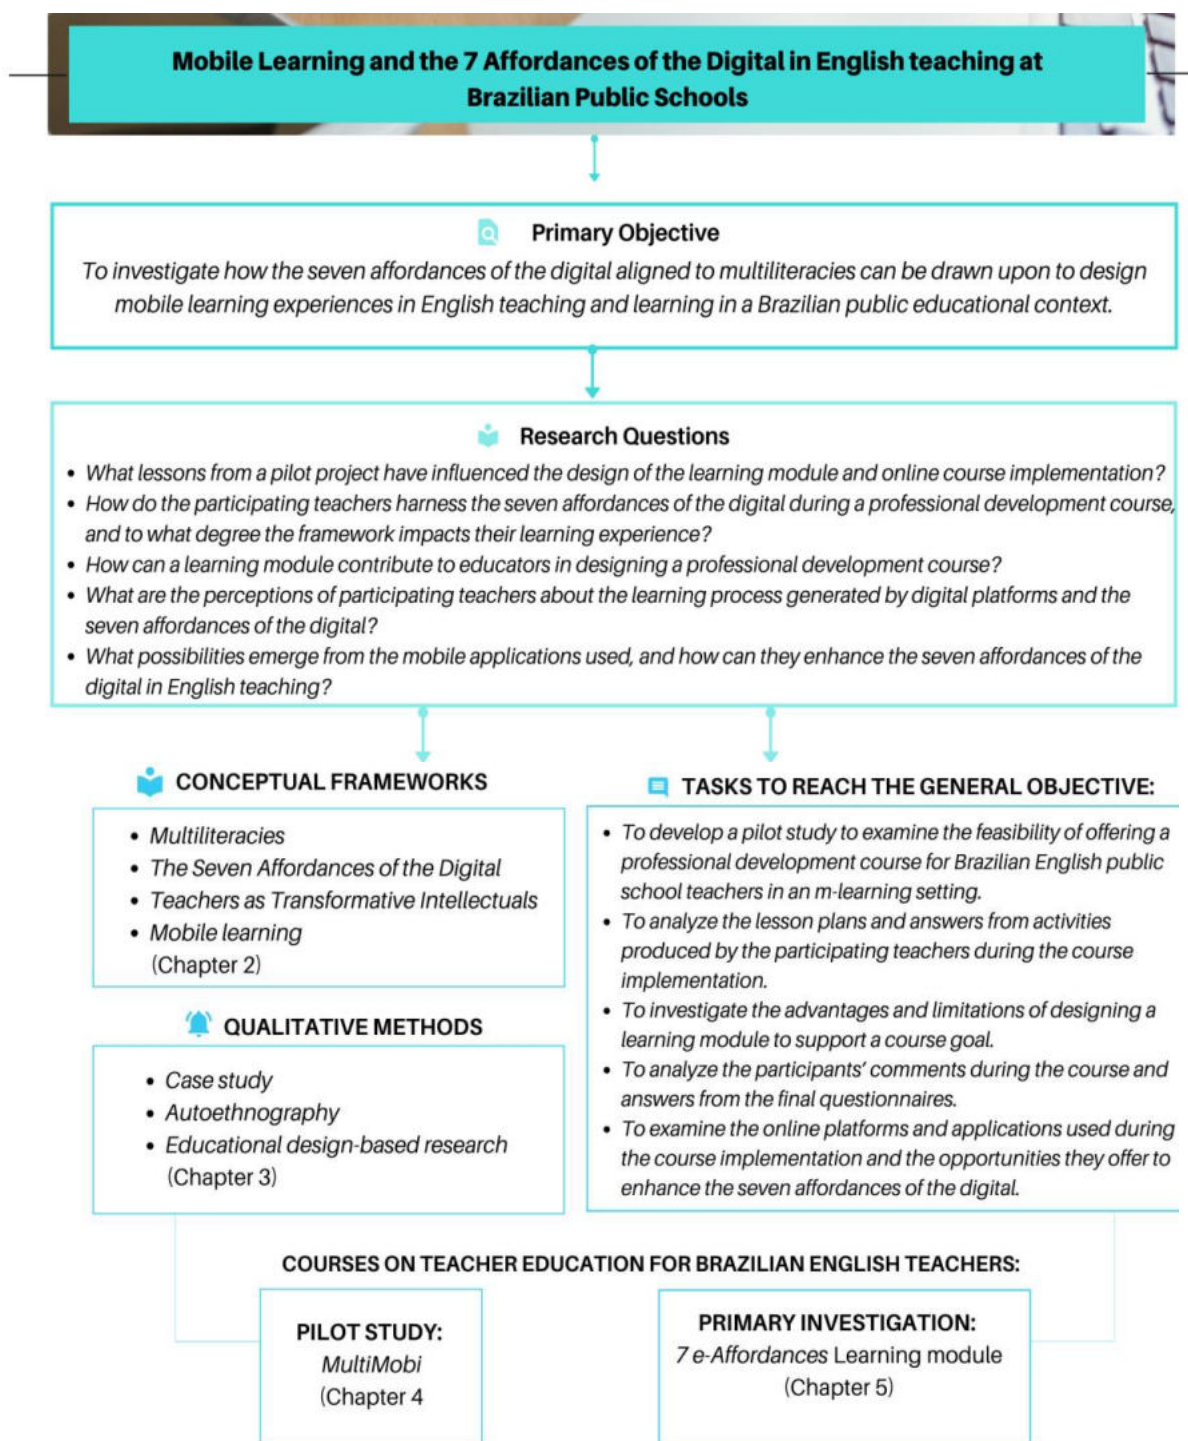 Mobile Learning and the 7 Affordances of the Digital in English teaching at
Brazilian Public Schools
Primary Objective
To investigate how the seven affordances of the digital aligned to multiliteracies can be drawn upon to design
mobile learning experiences in English teaching and learning in a Brazilian public educational context.
Research Questions
• What lessons from a pilot project have influenced the design of the learning module and online course implementation?
• How do the participating teachers harness the seven affordances of the digital during a professional development course,
and to what degree the framework impacts their learning experience?
• How can a learning module contribute to educators in designing a professional development course?
• What are the perceptions of participating teachers about the learning process generated by digital platforms and the
seven affordances of the digital?
• What possibilities emerge from the mobile applications used, and how can they enhance the seven affordances of the
digital in English teaching?
CONCEPTUAL FRAMEWORKS
• Multiliteracies
• The Seven Affordances of the Digital
• Teachers as Transformative Intellectuals
• Mobile learning
(Chapter 2)
QUALITATIVE METHODS
• Case study
• Autoethnography
• Educational design-based research
(Chapter 3)
TASKS TO REACH THE GENERAL OBJECTIVE:
• To develop a pilot study to examine the feasibility of offering a
professional development course for Brazilian English public
school teachers in an m-learning setting.
• To analyze the lesson plans and answers from activities
produced by the participating teachers during the course
implementation.
• To investigate the advantages and limitations of designing a
learning module to support a course goal.
• To analyze the participants' comments during the course and
answers from the final questionnaires.
• To examine the online platforms and applications used during
the course implementation and the opportunities they offer to
enhance the seven affordances of the digital.
COURSES ON TEACHER EDUCATION FOR BRAZILIAN ENGLISH TEACHERS:
PILOT STUDY:
MultiMobi
(Chapter 4
PRIMARY INVESTIGATION:
7 e-Affordances Learning module
(Chapter 5)